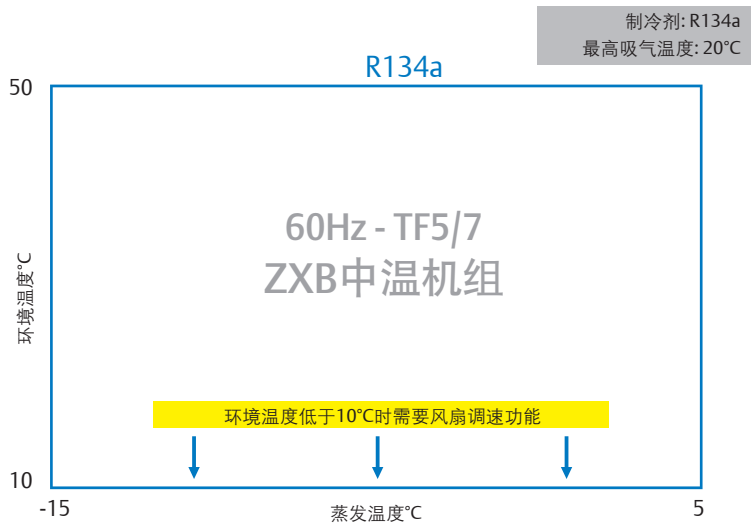 制冷剂: R134a
最高吸气温度: 20°C
R134a
50
60Hz - TF5/7
ZXB中温机组
环境温度°C
环境温度低于10°C时需要风扇调速功能
10
-15
蒸发温度°C
5